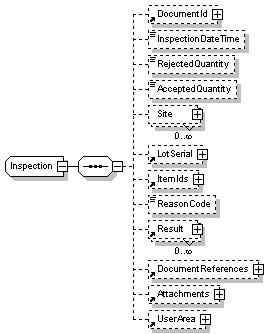 DocumentId
InspectionDateTime
RejectedQuantity
AcceptedQuantity
Site
0..∞
LotSerial
Inspection
ItemIds
ReasonCode
Result
0..∞
DocumentReferences
Attachments
UserArea